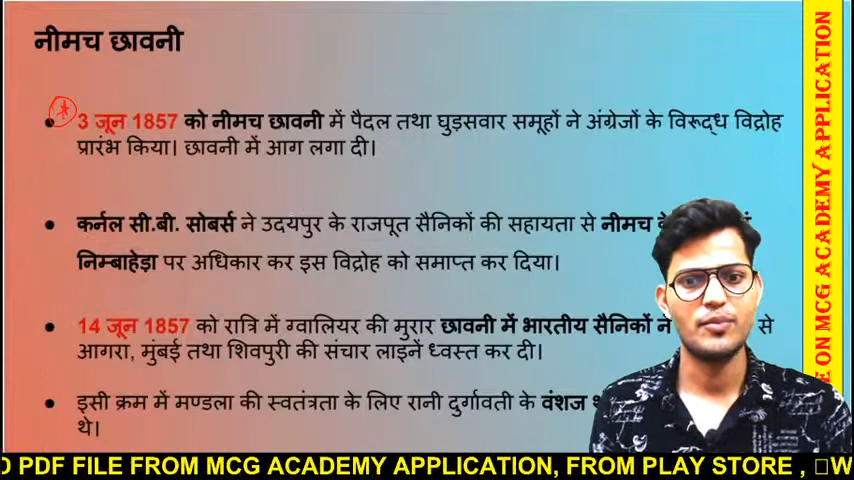 नीमच छावनी
3 जून 1857 को नीमच छावनी में पैदल तथा घुड़सवार समूहों ने अंग्रेजों के विरूद्ध विद्रोह
प्रारंभ किया। छावनी में आग लगा दी।
कर्नल सी.बी. सोबर्स ने उदयपुर के राजपूत सैनिकों की सहायता से नीमच
निम्बाहेड़ा पर अधिकार कर इस विद्रोह को समाप्त कर दिया।
14 जून 1857 को रात्रि में ग्वालियर की मुरार छावनी में भारतीय सैनिकों ने से
आगरा, मुंबई तथा शिवपुरी की संचार लाइनें ध्वस्त कर दी।
इसी क्रम में मण्डला की स्वतंत्रता के लिए रानी दुर्गावती के वंशज
थे।
E ON MCG ACADEMY APPLICATION
PDF FILE FROM MCG ACADEMY APPLICATION, FROM PLAY STORE ,